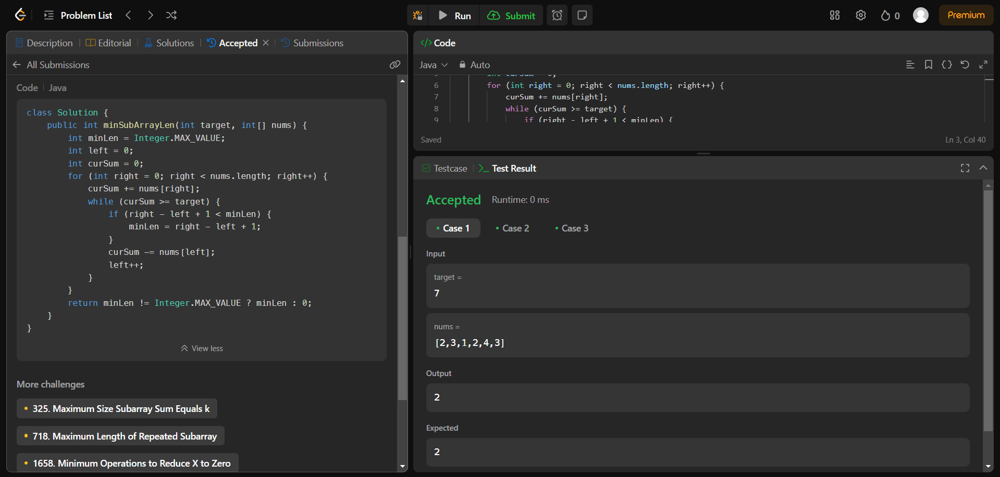 Problem List
Run
Submit
0
Premium
Description
Editorial
Solutions
Accepted
Submissions
All Submissions
Code
Java
class Solution {
    public int minSubArrayLen(int target, int[] nums) {
        int minLen = Integer.MAX_VALUE;
        int left = 0;
        int curSum = 0;
        for (int right = 0; right < nums.length; right++) {
            curSum += nums[right];
            while (curSum >= target) {
                if (right - left + 1 < minLen) {
                    minLen = right - left + 1;
                }
                curSum -= nums[left];
                left++;
            }
        }
        return minLen != Integer.MAX_VALUE ? minLen : 0;
    }
}
View less
More challenges
325. Maximum Size Subarray Sum Equals k
718. Maximum Length of Repeated Subarray
1658. Minimum Operations to Reduce X to Zero
</> Code
Java
Auto
5 int curSum = 0;
6 for (int right = 0; right < nums.length; right++) {
7 curSum += nums[right];
8 while (curSum >= target) {
9 if (right - left + 1 < minLen) {
Saved
Ln 3, Col 40
Testcase
Test Result
Accepted
Runtime: 0 ms
Case 1
Case 2
Case 3
Input
target =
7
nums =
[2,3,1,2,4,3]
Output
2
Expected
2